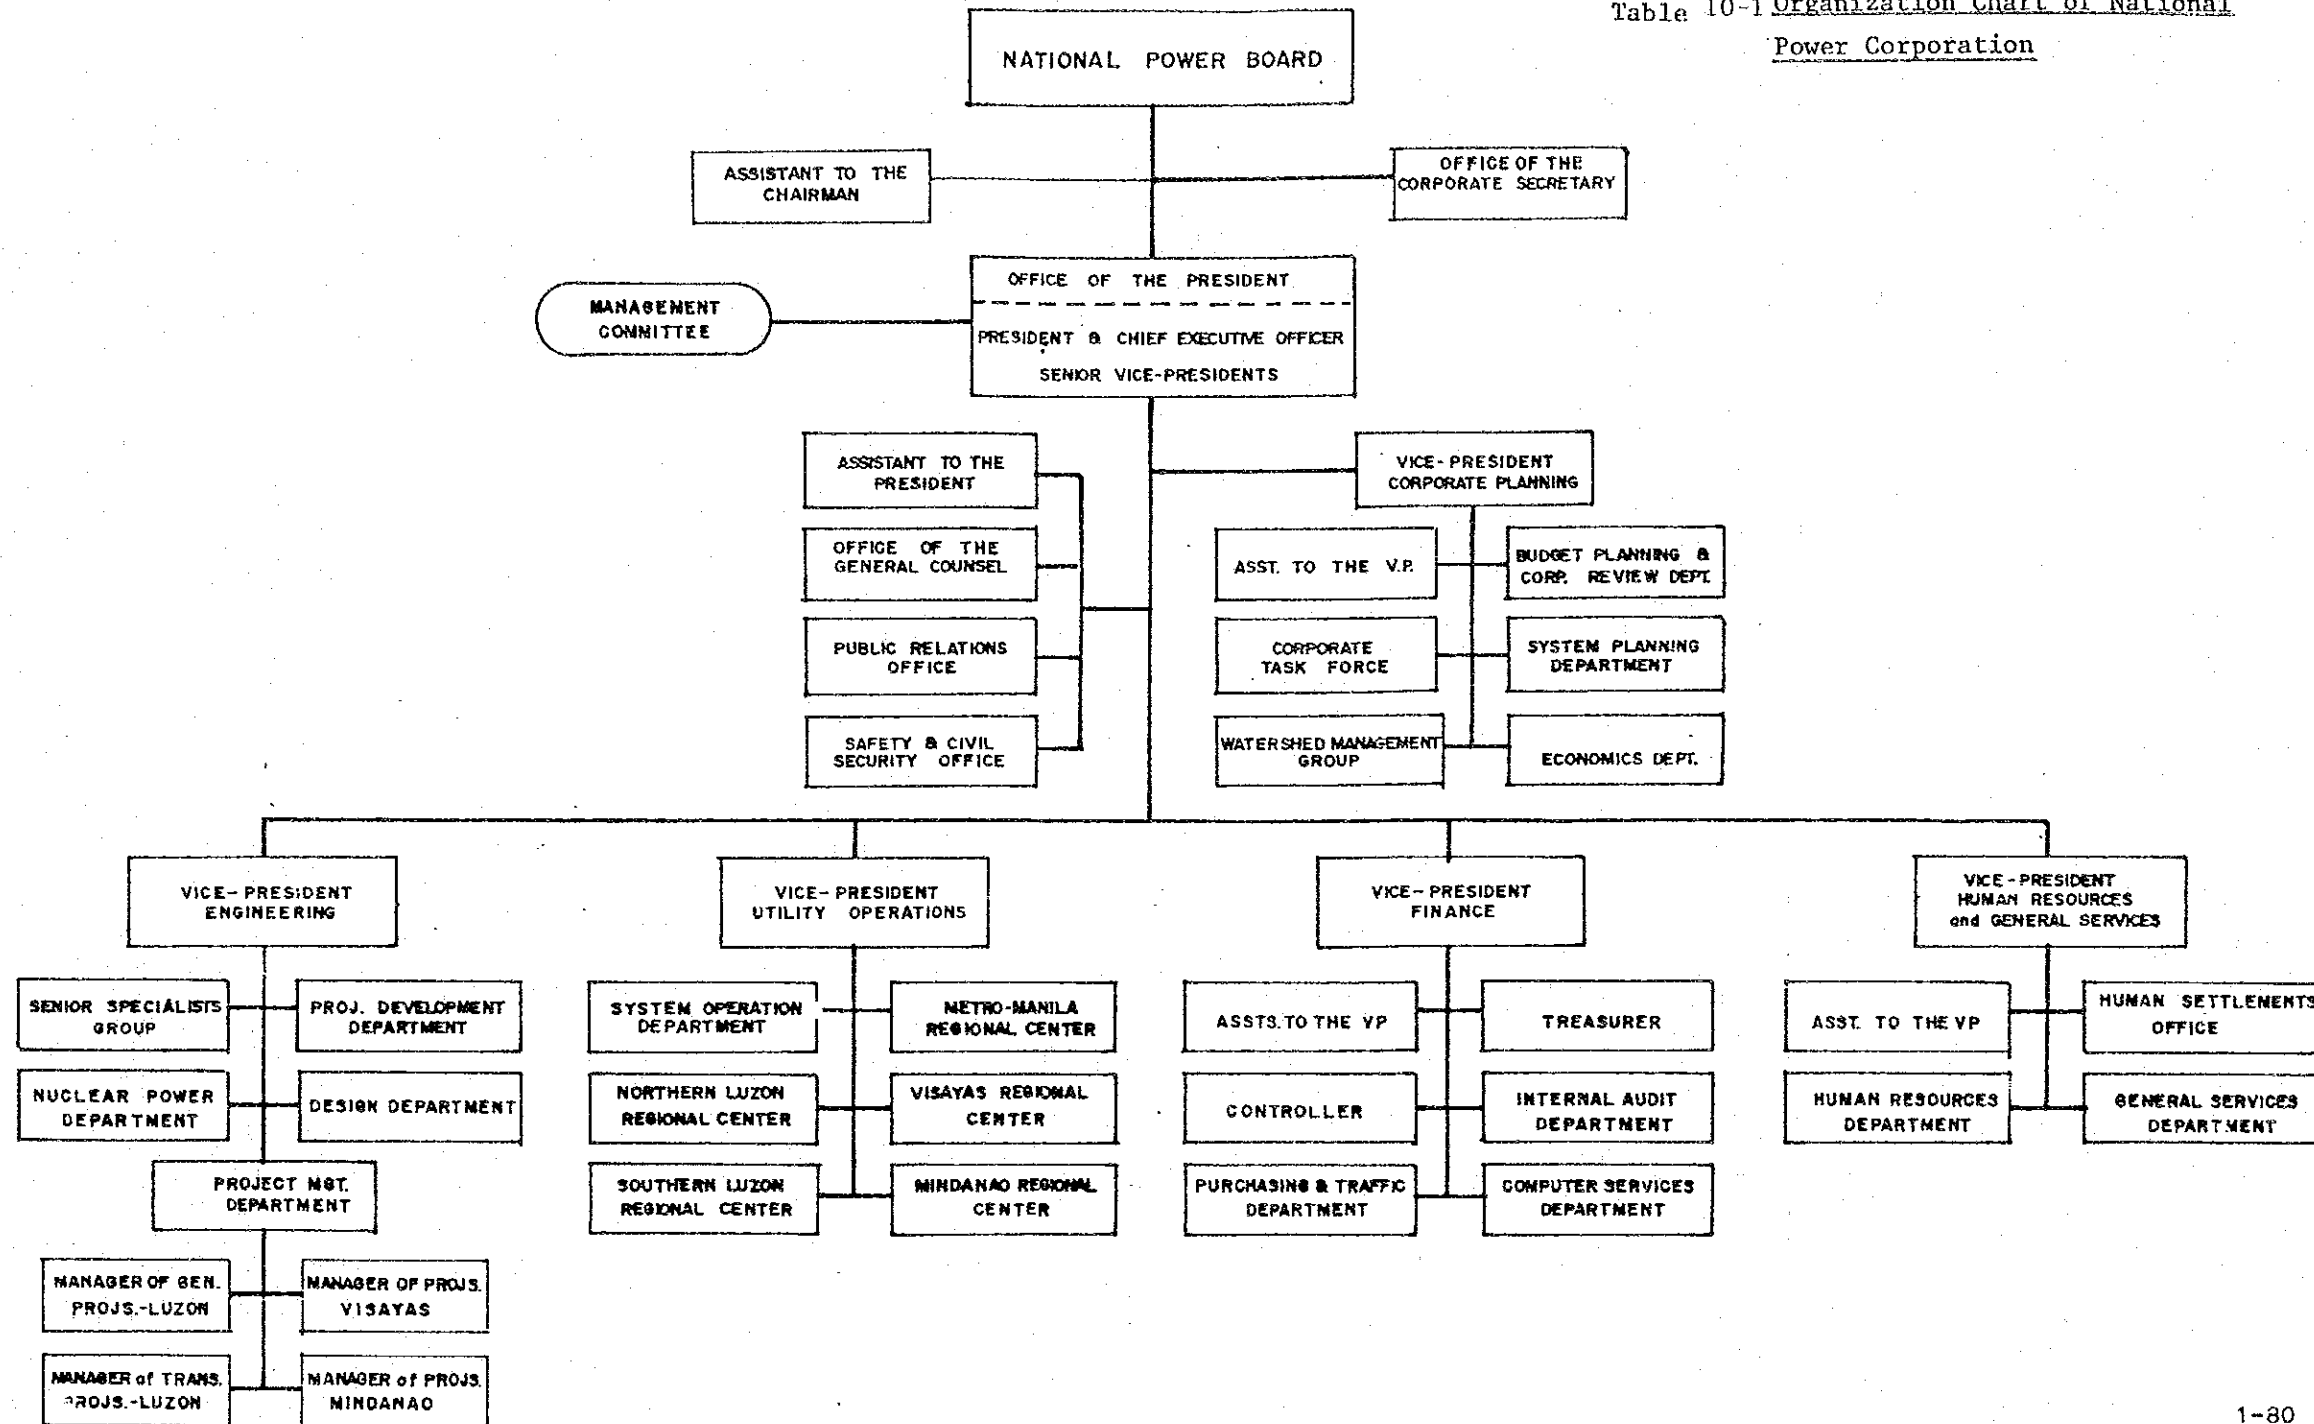 Table 10-1 Organization Chart of National
Power Corporation
NATIONAL POWER BOARD
ASSISTANT TO THE
CHAIRMAN
OFFICE OF THE
CORPORATE SECRETARY
MANAGEMENT
COMMITTEE
OFFICE OF THE PRESIDENT
PRESIDENT & CHIEF EXECUTIVE OFFICER
SENIOR VICE-PRESIDENTS
ASSISTANT TO THE
PRESIDENT
OFFICE OF THE
GENERAL COUNSEL
PUBLIC RELATIONS
OFFICE
SAFETY & CIVIL
SECURITY OFFICE
VICE-PRESIDENT
CORPORATE PLANNING
ASST. TO THE V.P.
BUDGET PLANNING &
CORP. REVIEW DEPT.
CORPORATE
TASK FORCE
SYSTEM PLANNING
DEPARTMENT
WATERSHED MANAGEMENT
GROUP
ECONOMICS DEPT.
VICE-PRESIDENT
ENGINEERING
SENIOR SPECIALISTS
GROUP
PROJ. DEVELOPMENT
DEPARTMENT
NUCLEAR POWER
DEPARTMENT
DESIGN DEPARTMENT
PROJECT MGT.
DEPARTMENT
MANAGER OF GEN.
PROJS.-LUZON
MANAGER OF PROJS.
VISAYAS
MANAGER of TRANS.
PROJS.-LUZON
MANAGER of PROJS.
MINDANAO
VICE-PRESIDENT
UTILITY OPERATIONS
SYSTEM OPERATION
DEPARTMENT
METRO-MANILA
REGIONAL CENTER
NORTHERN LUZON
REGIONAL CENTER
VISAYAS REGIONAL
CENTER
SOUTHERN LUZON
REGIONAL CENTER
MINDANAO REGIONAL
CENTER
VICE-PRESIDENT
FINANCE
ASSTS. TO THE VP
TREASURER
CONTROLLER
INTERNAL AUDIT
DEPARTMENT
PURCHASING & TRAFFIC
DEPARTMENT
COMPUTER SERVICES
DEPARTMENT
VICE-PRESIDENT
HUMAN RESOURCES
and GENERAL SERVICES
ASST. TO THE VP
HUMAN SETTLEMENTS
OFFICE
HUMAN RESOURCES
DEPARTMENT
GENERAL SERVICES
DEPARTMENT
1-80